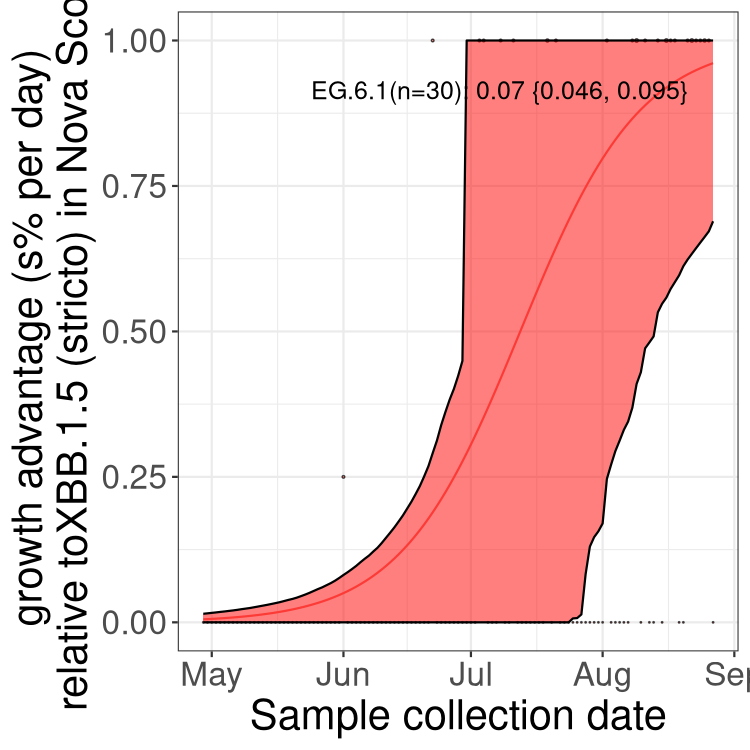 growth advantage (s% per day)
relative toXBB.1.5 (stricto) in Nova Sco
1.00
0.75
0.50
0.25
0.00
EG.6.1(n=30): 0.07 {0.046, 0.095}
May Jun Jul Aug Sep
Sample collection date